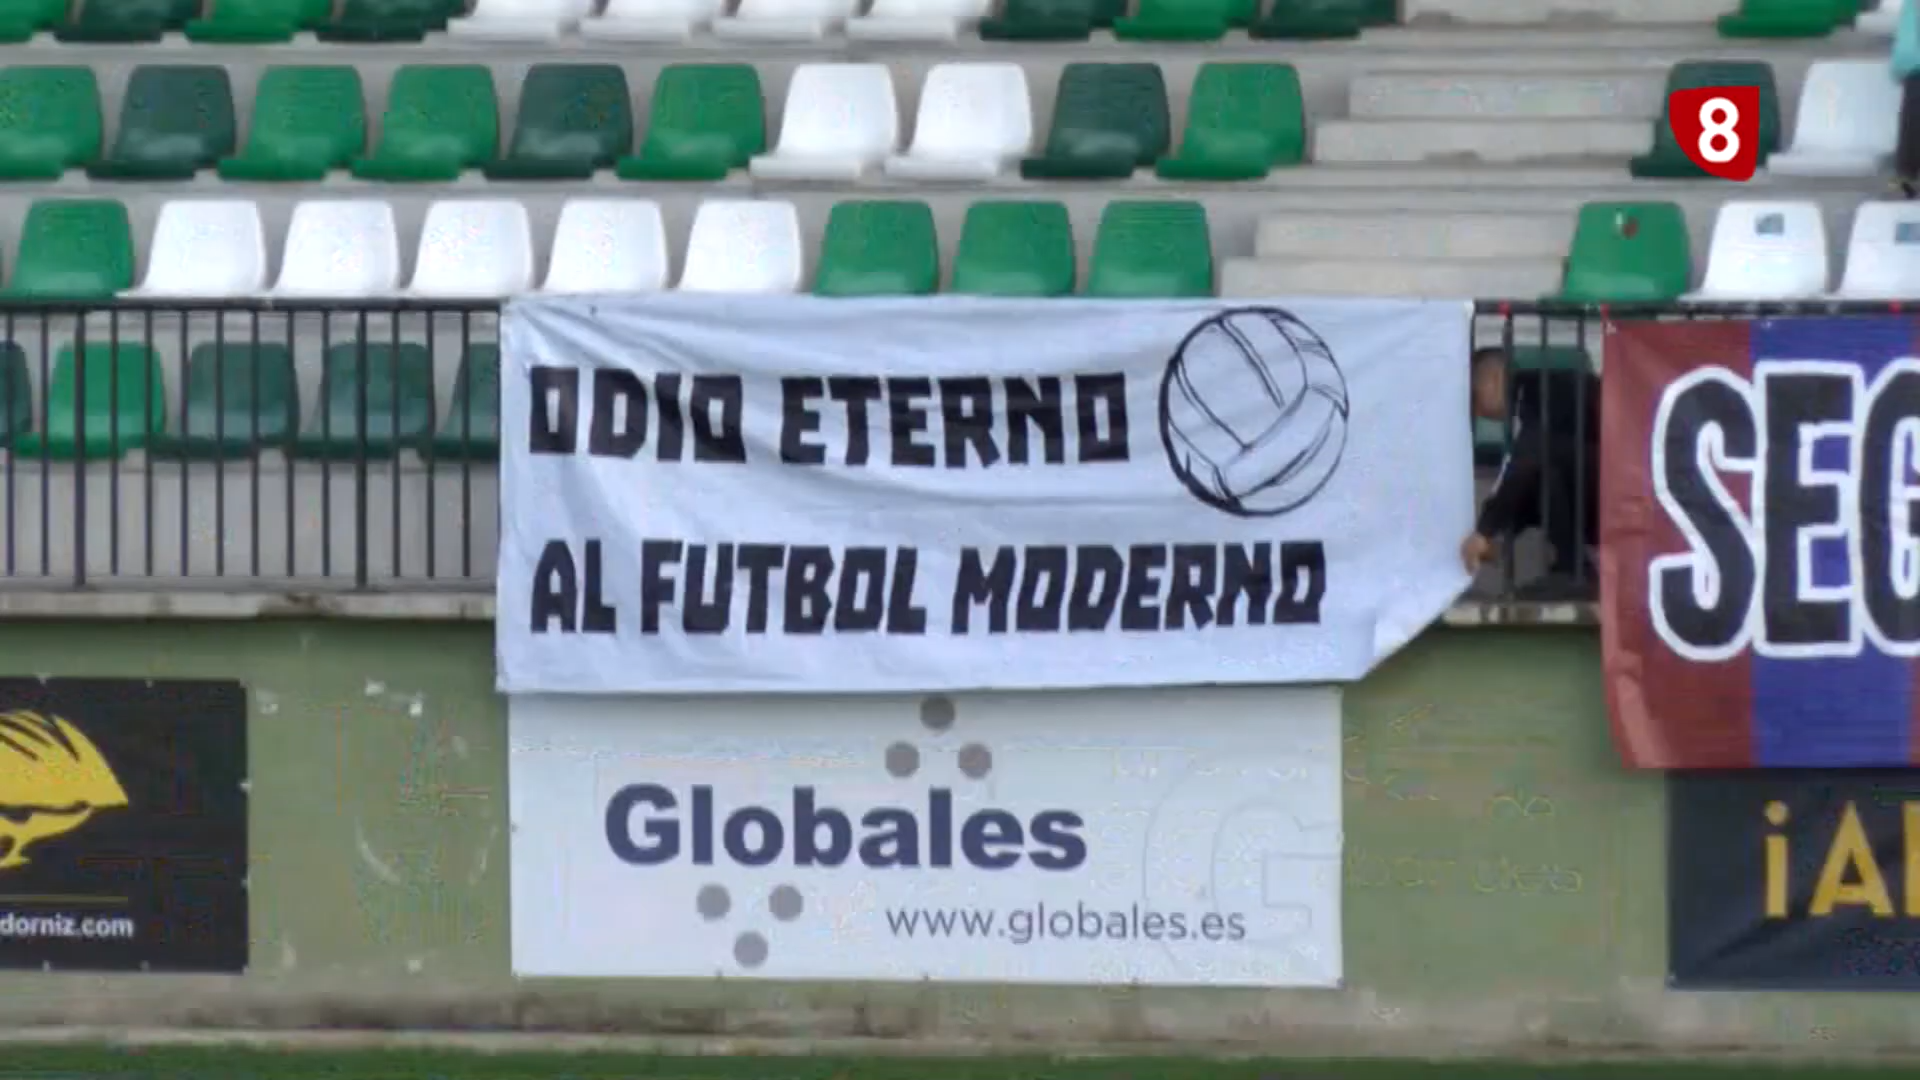 8
ODIO ETERNO
AL FUTBOL MODERNO
SEG
Globales
www.globales.es
dorniz.com
¡A